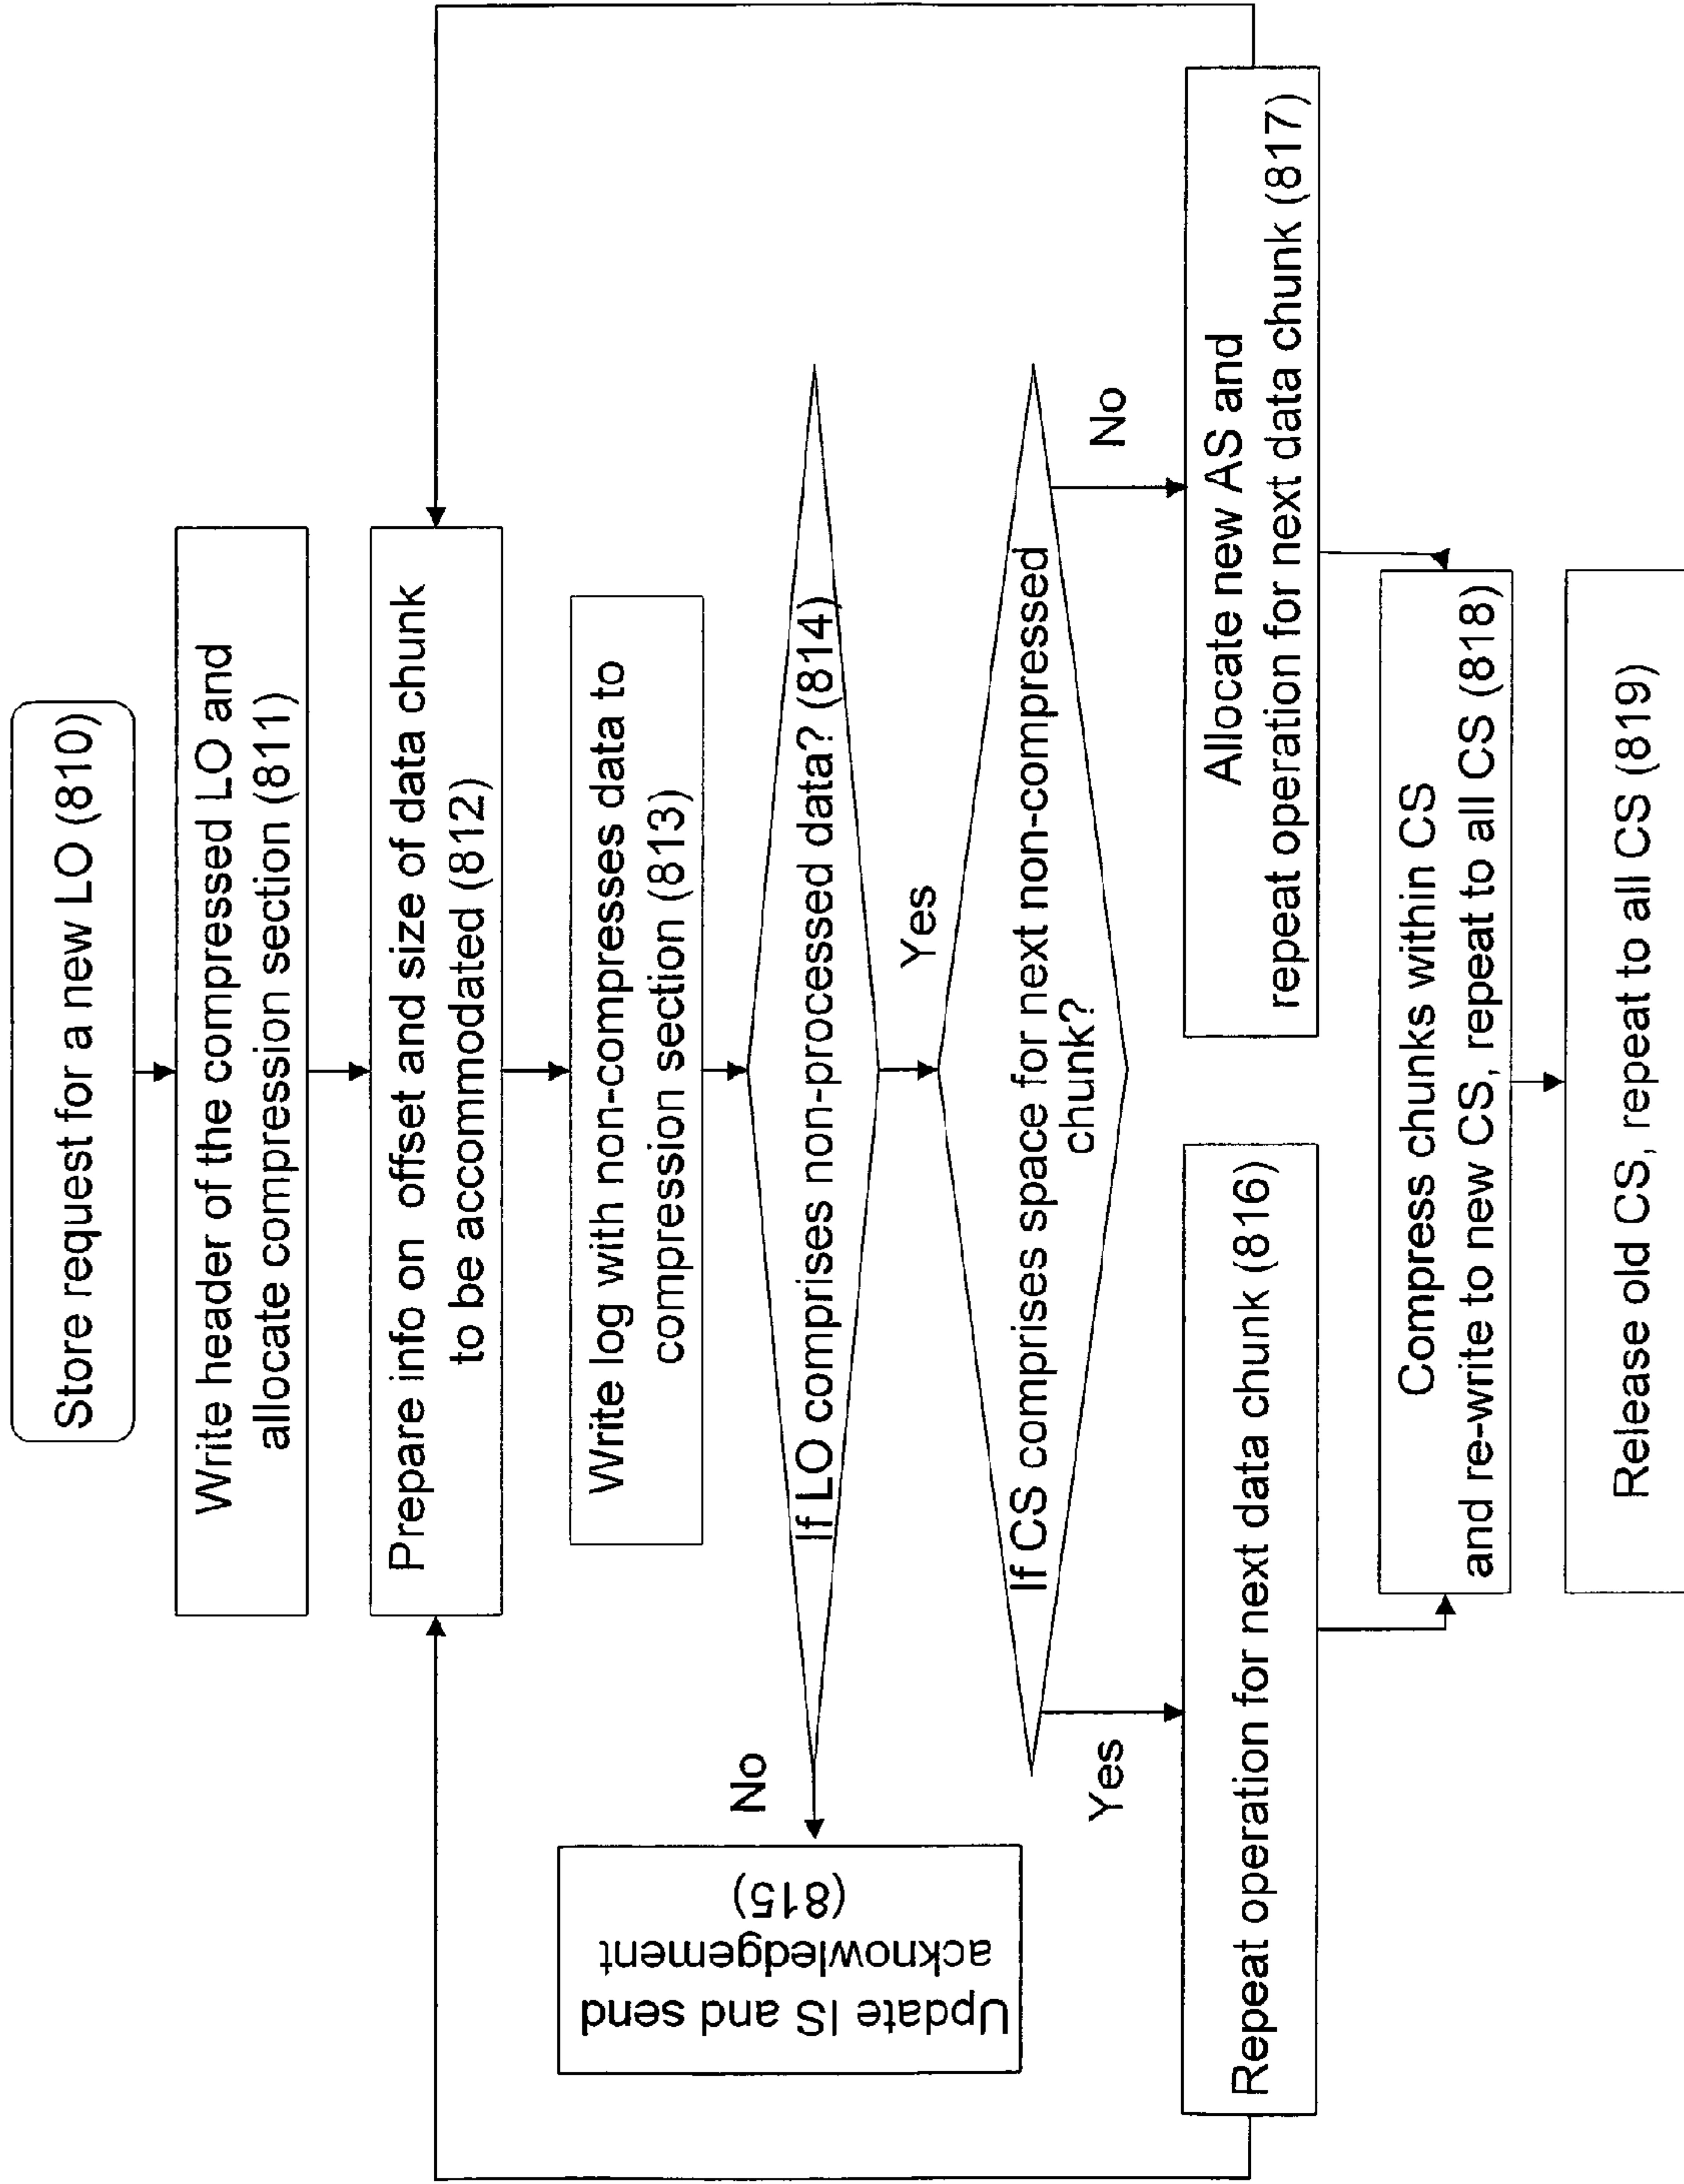 Store request for a new LO (810)
Write header of the compressed LO and
allocate compression section (811)
Prepare info on offset and size of data chunk
to be accommodated (812)
Write log with non-compresses data to
compression section (813)
If LO comprises non-processed data? (814)
No
Yes
Update IS and send
acknowledgement
(815)
If CS comprises space for next non-compressed
chunk?
Yes
No
Repeat operation for next data chunk (816)
Allocate new AS and
repeat operation for next data chunk (817)
Compress chunks within CS
and re-write to new CS, repeat to all CS (818)
Release old CS, repeat to all CS (819)